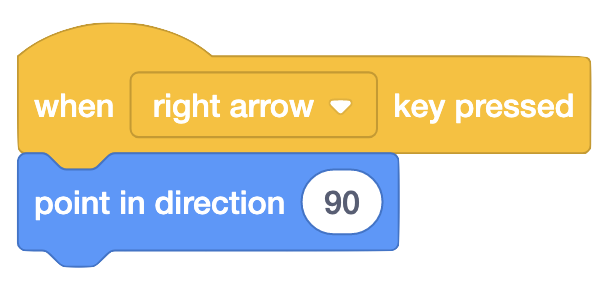 when right arrow key pressed
point in direction 90